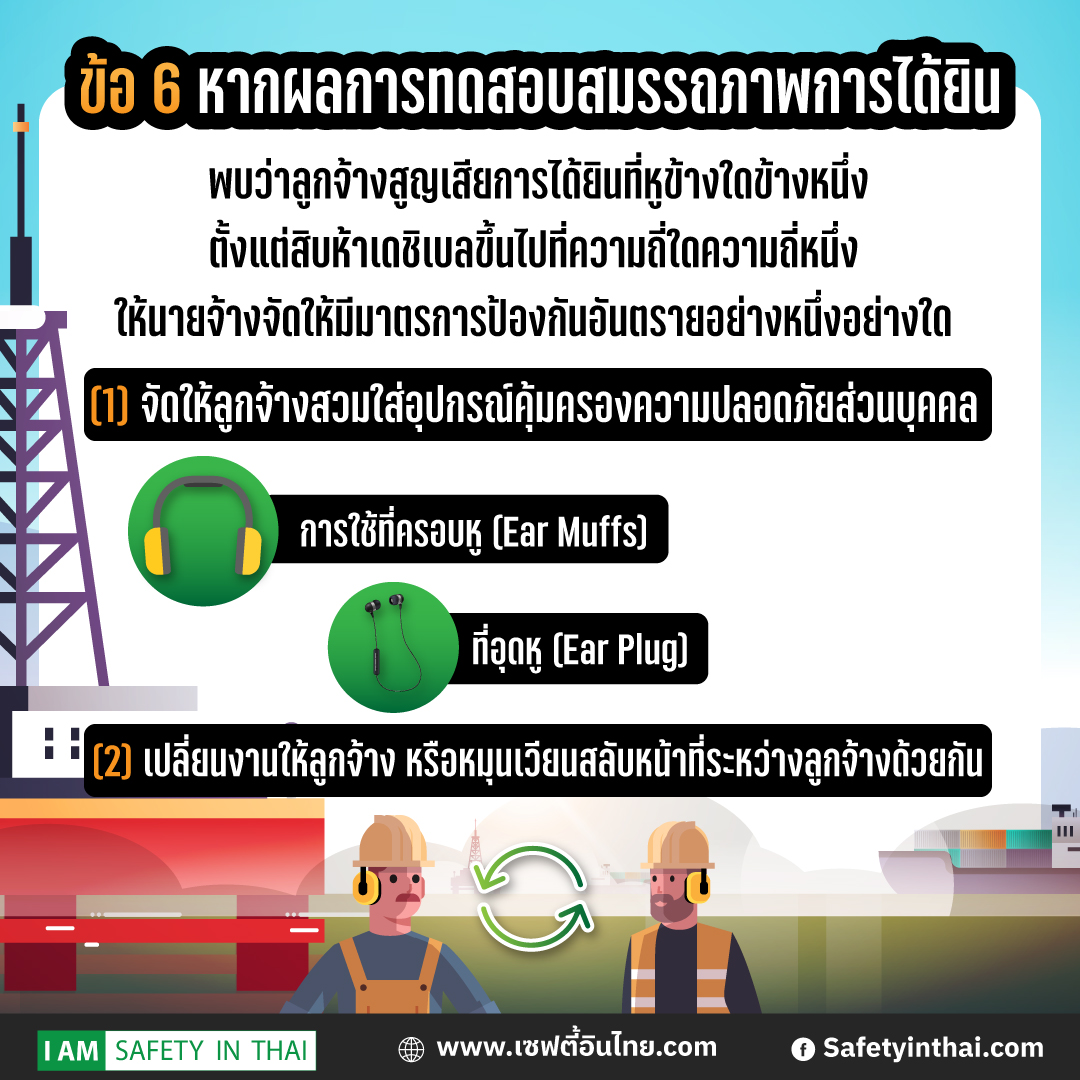 ข้อ 6 หากผลการทดสอบสมรรถภาพการได้ยิน
พบว่าลูกจ้างสูญเสียการได้ยินที่หูข้างใดข้างหนึ่ง
ตั้งแต่สิบห้าเดซิเบลขึ้นไปที่ความถี่ใดความถี่หนึ่ง
ให้นายจ้างจัดให้มีมาตรการป้องกันอันตรายอย่างหนึ่งอย่างใด
(1) จัดให้ลูกจ้างสวมใส่อุปกรณ์คุ้มครองความปลอดภัยส่วนบุคคล
การใช้ที่ครอบหู (Ear Muffs)
ที่อุดหู (Ear Plug)
(2) เปลี่ยนงานให้ลูกจ้าง หรือหมุนเวียนสลับหน้าที่ระหว่างลูกจ้างด้วยกัน
I AM SAFETY IN THAI
www.เซฟตี้อินไทย.com
Safetyinthai.com